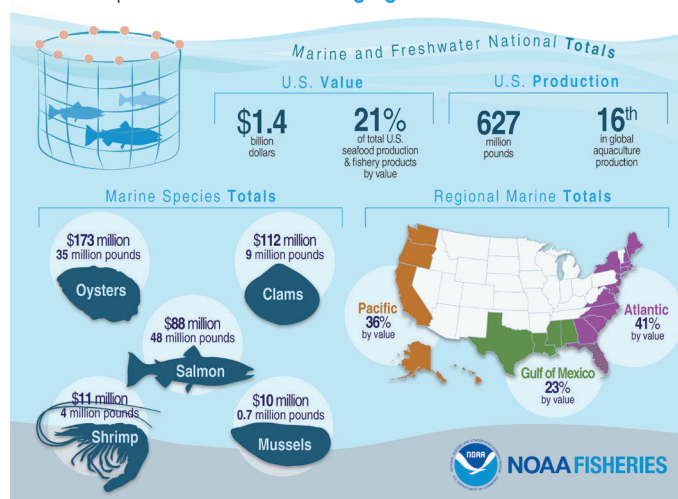 Marine and Freshwater National Totals
U.S. Value
$1.4
billion
dollars
21%
of total U.S.
seafood production
& fishery products
by value
U.S. Production
627
million
pounds
16th
in global
aquaculture
production
Marine Species Totals
$173 million
35 million pounds
Oysters
$112 million
9 million pounds
Clams
$88 million
48 million pounds
Salmon
$11 million
4 million pounds
Shrimp
$10 million
0.7 million pounds
Mussels
Regional Marine Totals
Pacific
36%
by value
Atlantic
41%
by value
Gulf of Mexico
23%
by value
NOAA
NOAA FISHERIES